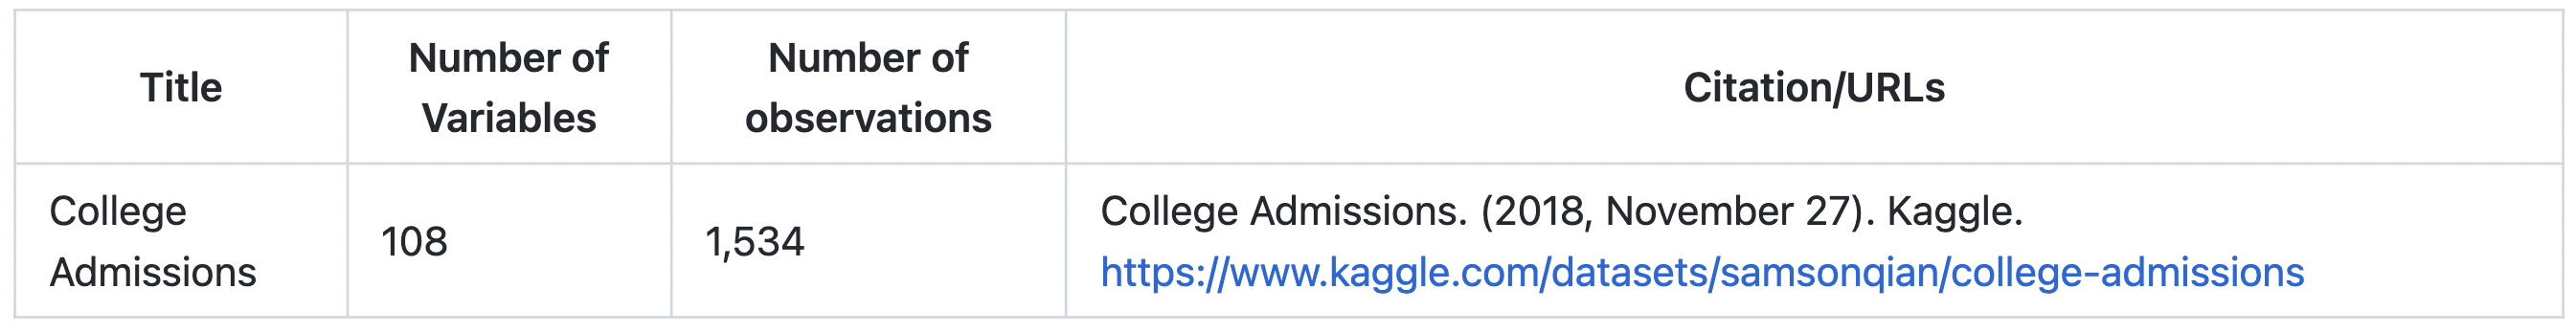 Title
Number of
Variables
Number of
observations
Citation/URLs
College
Admissions
108
1,534
College Admissions. (2018, November 27). Kaggle.
https://www.kaggle.com/datasets/samsonqian/college-admissions